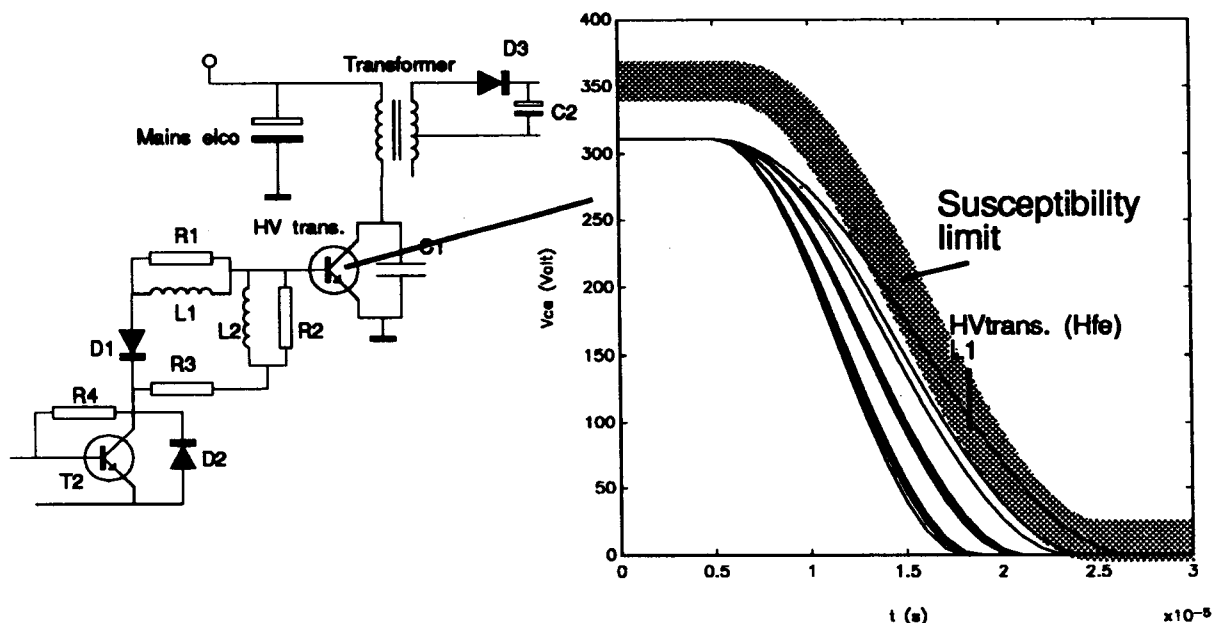 Transformer
D3
C2
Mains elco
HV trans.
R1
C1
L1
L2
R2
D1
R3
R4
T2
D2
400
350
300
250
200
150
100
50
0
Vce (Volt)
Susceptibility
limit
HVtrans. (Hfe)
L1
0
0.5
1
1.5
2
2.5
3
t (s)
x10⁻⁵